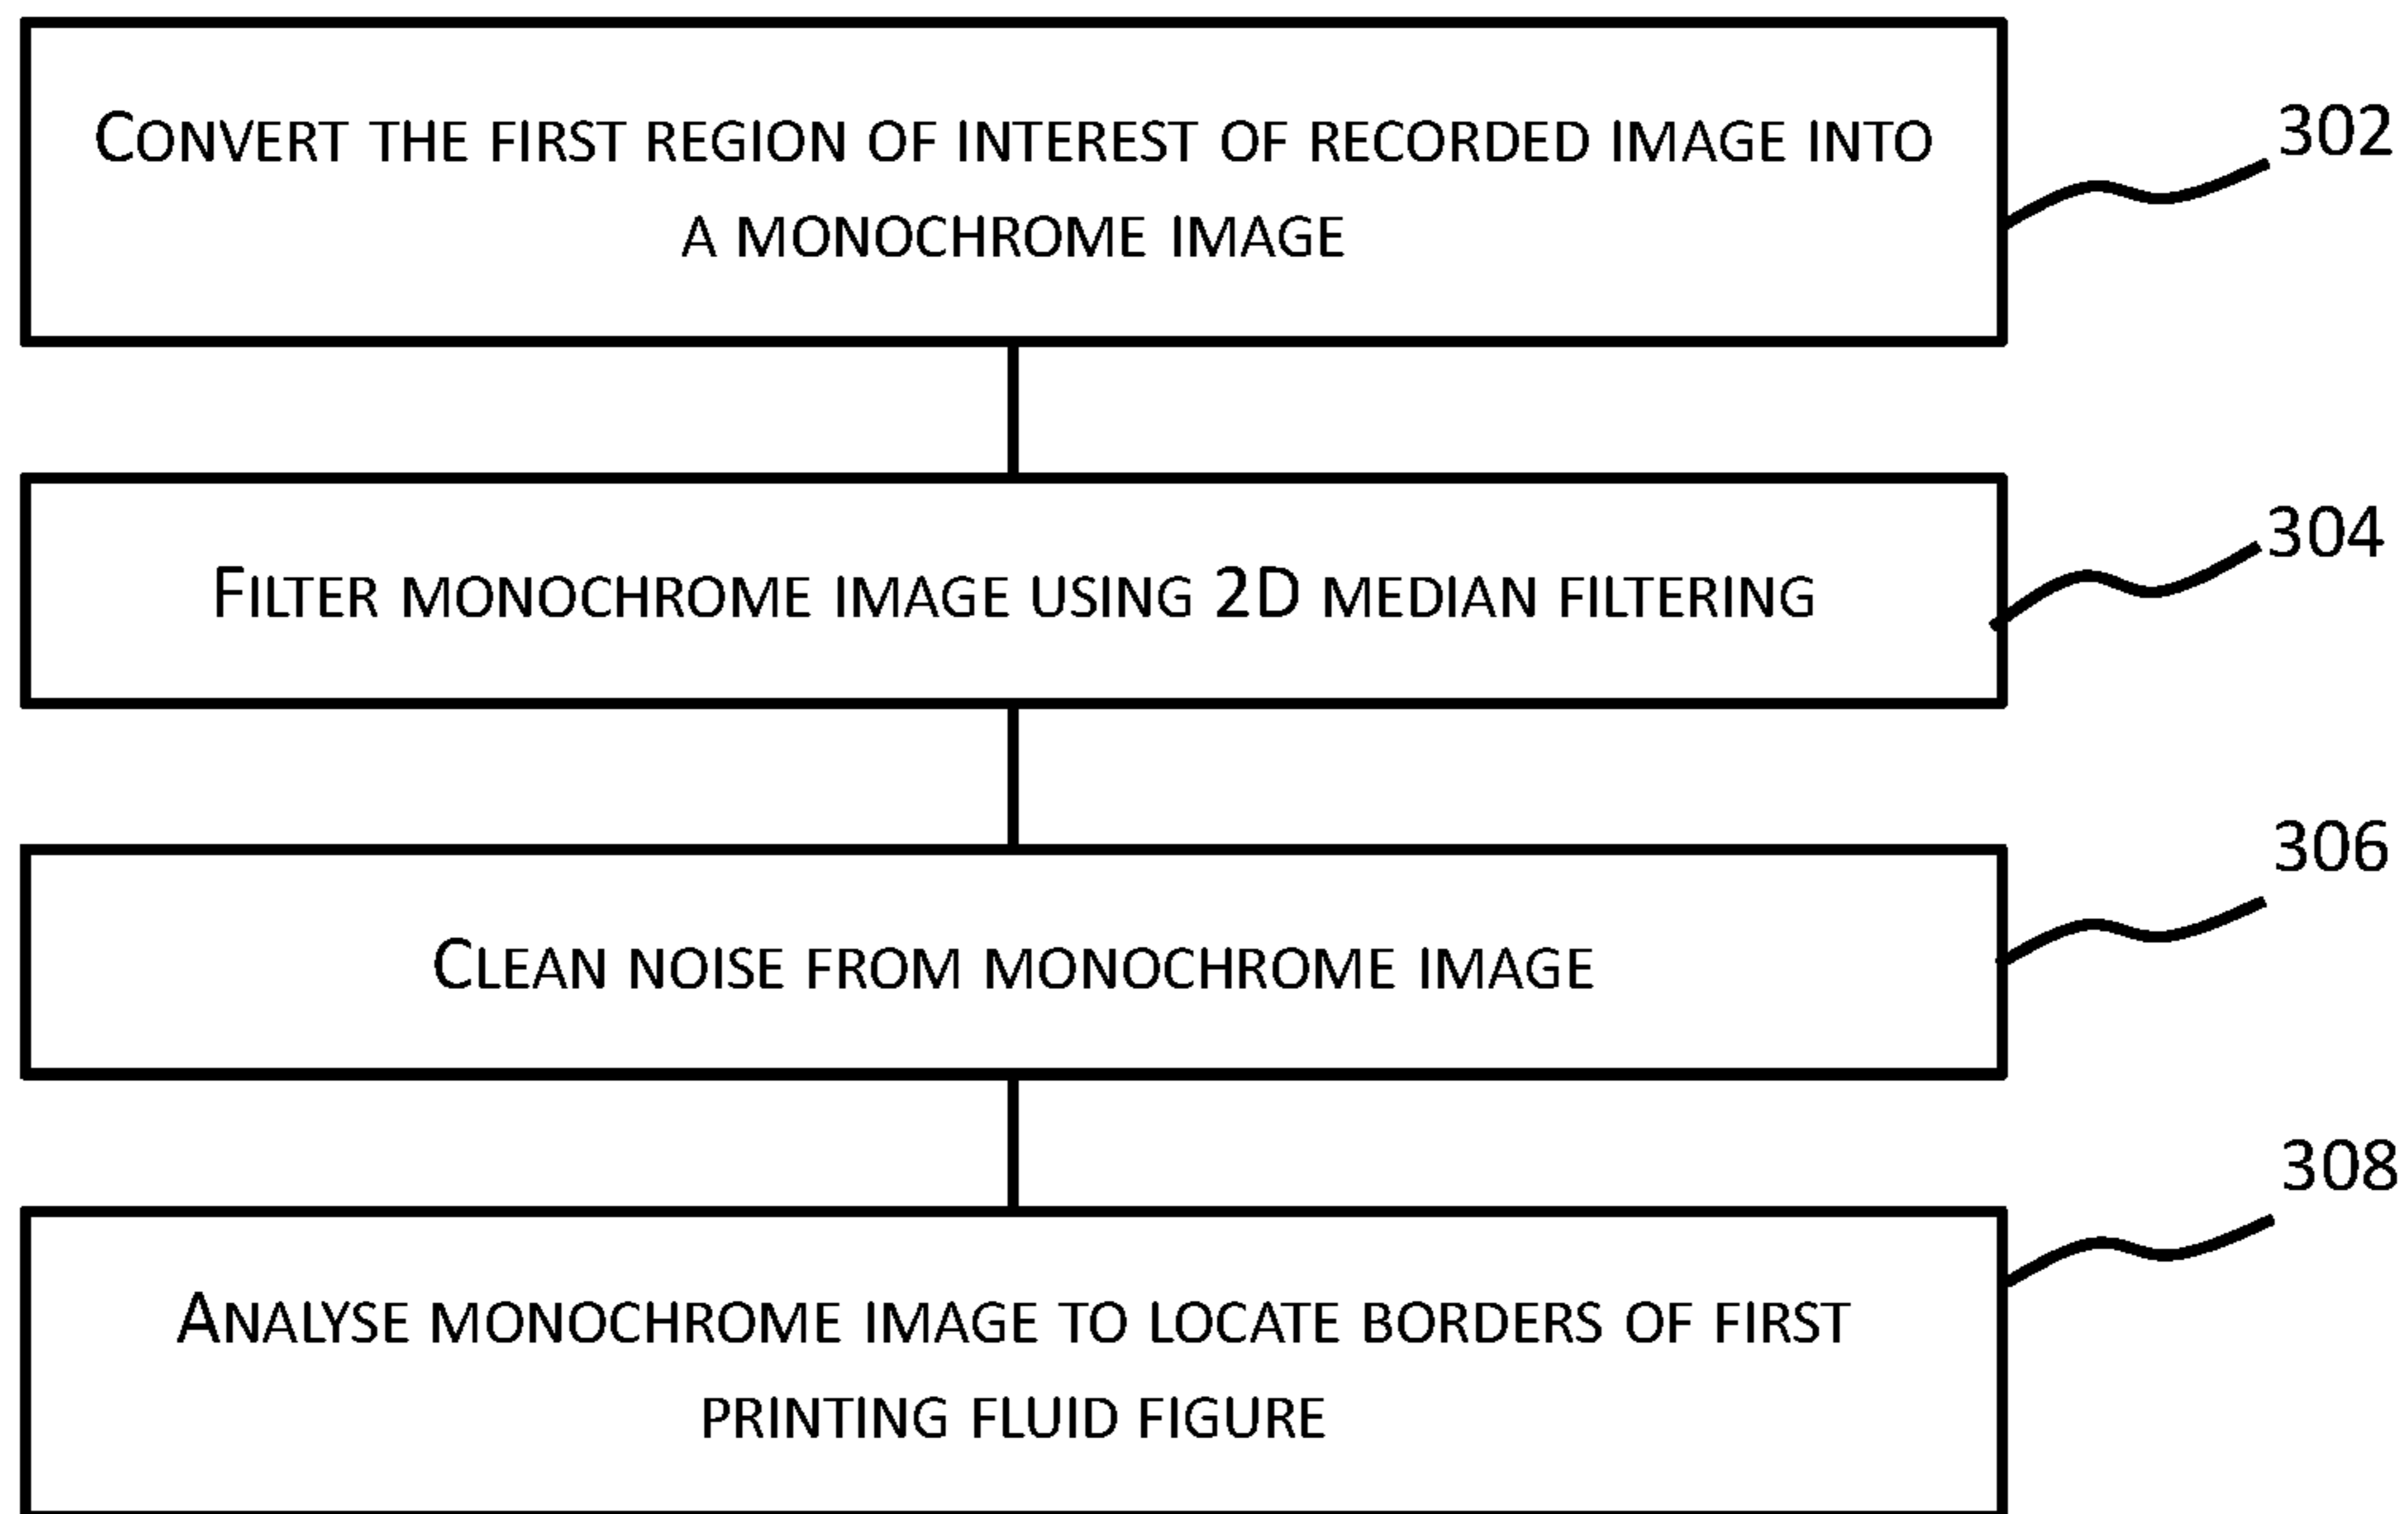 Convert the first region of interest of recorded image into
302
a monochrome image
304
Filter monochrome image using 2D median filtering
306
Clean noise from monochrome image
308
Analyse monochrome image to locate borders of first
printing fluid figure